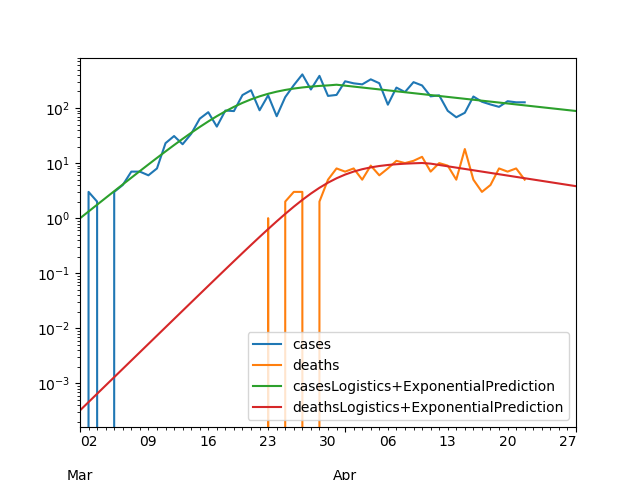 10²
10¹
10⁰
10⁻¹
10⁻²
10⁻³
cases
deaths
casesLogistics+ExponentialPrediction
deathsLogistics+ExponentialPrediction
02 09 16 23 30 06 13 20 27
Mar Apr